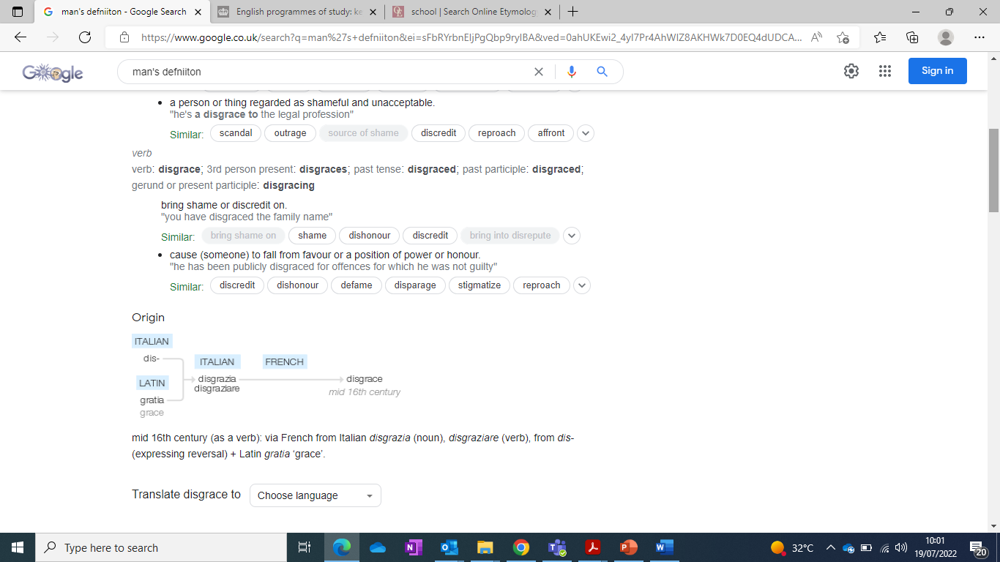 man's defniiton - Google Search
English programmes of study: ke
school | Search Online Etymolog
https://www.google.co.uk/search?q=man%27s+defniiton&ei=sFbRYrbnEIjPgQbp9rylBA&ved=0ahUKEwi2_4yI7Pr4AhWIZ8AKHWk7D0EQ4dUDCA...
Google
man's defniiton
Sign in
• a person or thing regarded as shameful and unacceptable.
"he's a disgrace to the legal profession"
Similar: scandal outrage source of shame discredit reproach affront
verb
verb: disgrace; 3rd person present: disgraces; past tense: disgraced; past participle: disgraced;
gerund or present participle: disgracing
bring shame or discredit on.
"you have disgraced the family name"
Similar: bring shame on shame dishonour discredit bring into disrepute
• cause (someone) to fall from favour or a position of power or honour.
"he has been publicly disgraced for offences for which he was not guilty"
Similar: discredit dishonour defame disparage stigmatize reproach
Origin
ITALIAN
dis-
ITALIAN FRENCH
LATIN
disgrazia disgrace
disgraziare
mid 16th century
gratia
grace
mid 16th century (as a verb): via French from Italian disgrazia (noun), disgraziare (verb), from dis-
(expressing reversal) + Latin gratia ‘grace’.
Translate disgrace to Choose language
Type here to search
32°C
10:01
19/07/2022
20